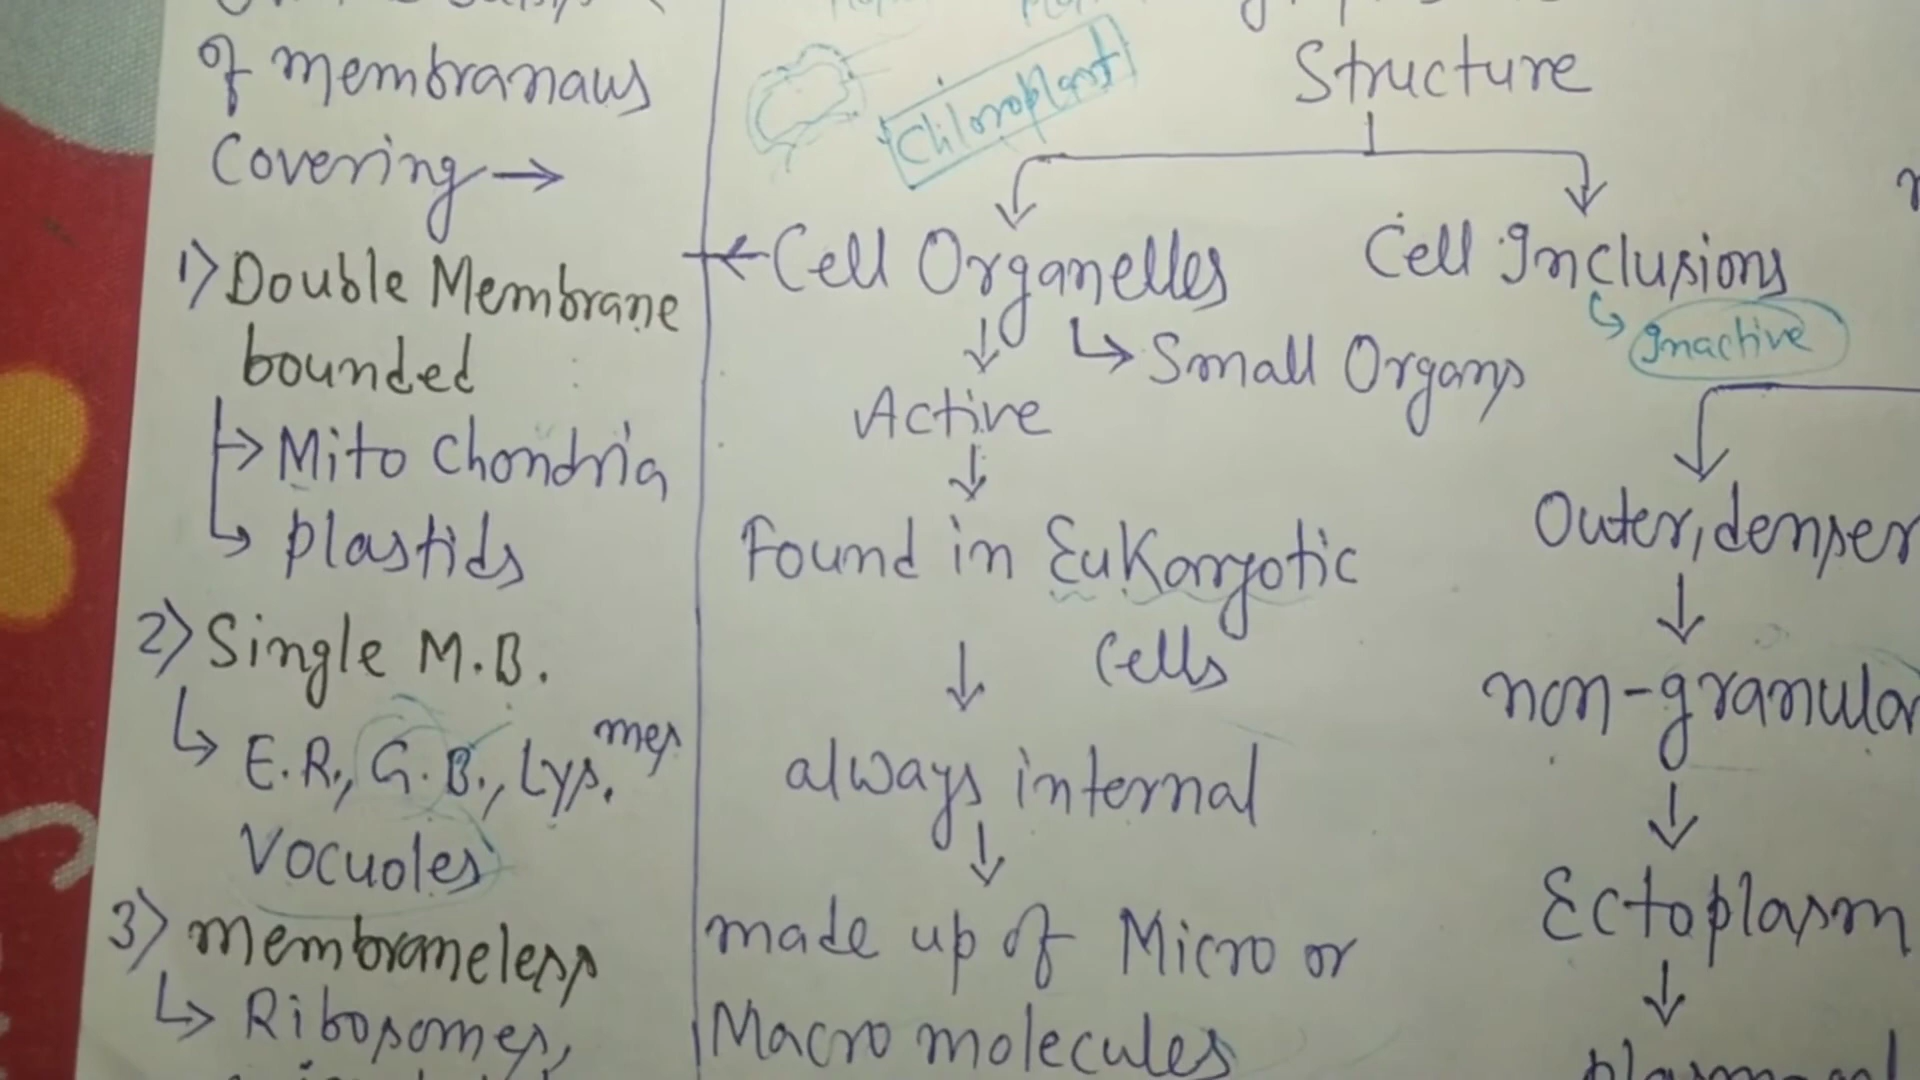 of membranaus
Covering →
1) Double Membrane
bounded
→ Mito chondria
→ plastids
2) Single M.B.
→ E.R., G.B., Lys.mes
Vocuoles
3) membraneless
→ Ribosomes,
Chloroplast
Structure
Cell Organelles
→ Small Organs
Active
Found in Eukaryotic
Cells
always internal
made up of Micro or
Macro molecules
Cell Inclusions
Inactive
Outer, denser
non-granular
Ectoplasm